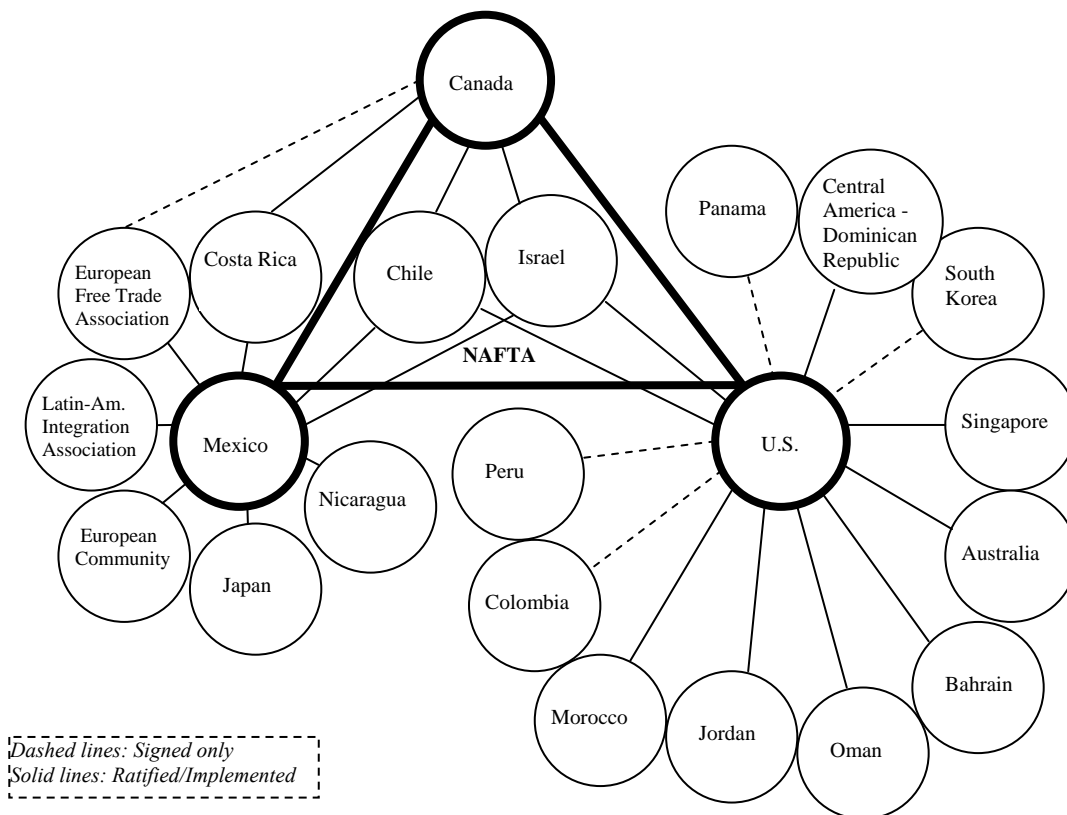 Canada
Panama
Central
America -
Dominican
Republic
European
Free Trade
Association
Costa Rica
Chile
Israel
South
Korea
NAFTA
Latin-Am.
Integration
Association
Mexico
Nicaragua
Peru
U.S.
Singapore
European
Community
Japan
Colombia
Australia
Morocco
Jordan
Oman
Bahrain
Dashed lines: Signed only
Solid lines: Ratified/Implemented